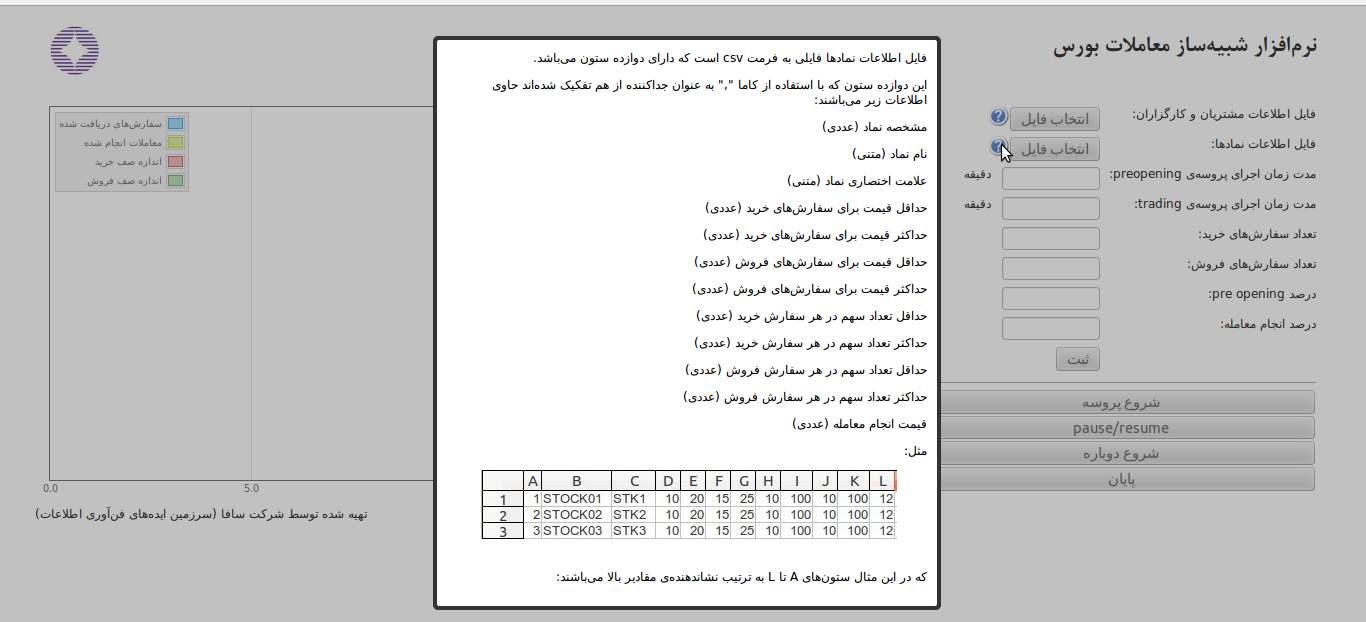 نرم‌افزار شبیه‌ساز معاملات بورس
فایل اطلاعات مشتریان و کارگزاران:
انتخاب فایل
?
فایل اطلاعات نمادها:
انتخاب فایل
?
مدت زمان اجرای پروسه‌ی preopening:
دقیقه
مدت زمان اجرای پروسه‌ی trading:
دقیقه
تعداد سفارش‌های خرید:
تعداد سفارش‌های فروش:
درصد pre opening:
درصد انجام معامله:
ثبت
شروع پروسه
pause/resume
شروع دوباره
پایان
فایل اطلاعات نمادها فایلی به فرمت csv است که دارای دوازده ستون می‌باشد.
این دوازده ستون که با استفاده از کاما "," به عنوان جداکننده از هم تفکیک شده‌اند حاوی
اطلاعات زیر می‌باشند:
مشخصه نماد (عددی)
نام نماد (متنی)
علامت اختصاری نماد (متنی)
حداقل قیمت برای سفارش‌های خرید (عددی)
حداکثر قیمت برای سفارش‌های خرید (عددی)
حداقل قیمت برای سفارش‌های فروش (عددی)
حداکثر قیمت برای سفارش‌های فروش (عددی)
حداقل تعداد سهم در هر سفارش خرید (عددی)
حداکثر تعداد سهم در هر سفارش خرید (عددی)
حداقل تعداد سهم در هر سفارش فروش (عددی)
حداکثر تعداد سهم در هر سفارش فروش (عددی)
قیمت انجام معامله (عددی)
مثل:
A B C D E F G H I J K L
1 1 STOCK01 STK1 10 20 15 25 10 100 10 100 12
2 2 STOCK02 STK2 10 20 15 25 10 100 10 100 12
3 3 STOCK03 STK3 10 20 15 25 10 100 10 100 12
که در این مثال ستون‌های A تا L به ترتیب نشاندهنده‌ی مقادیر بالا می‌باشند:
سفارش‌های دریافت شده
معاملات انجام شده
اندازه صف خرید
اندازه صف فروش
0.0 5.0
تهیه شده توسط شرکت سافا (سرزمین ایده‌های فن‌آوری اطلاعات)